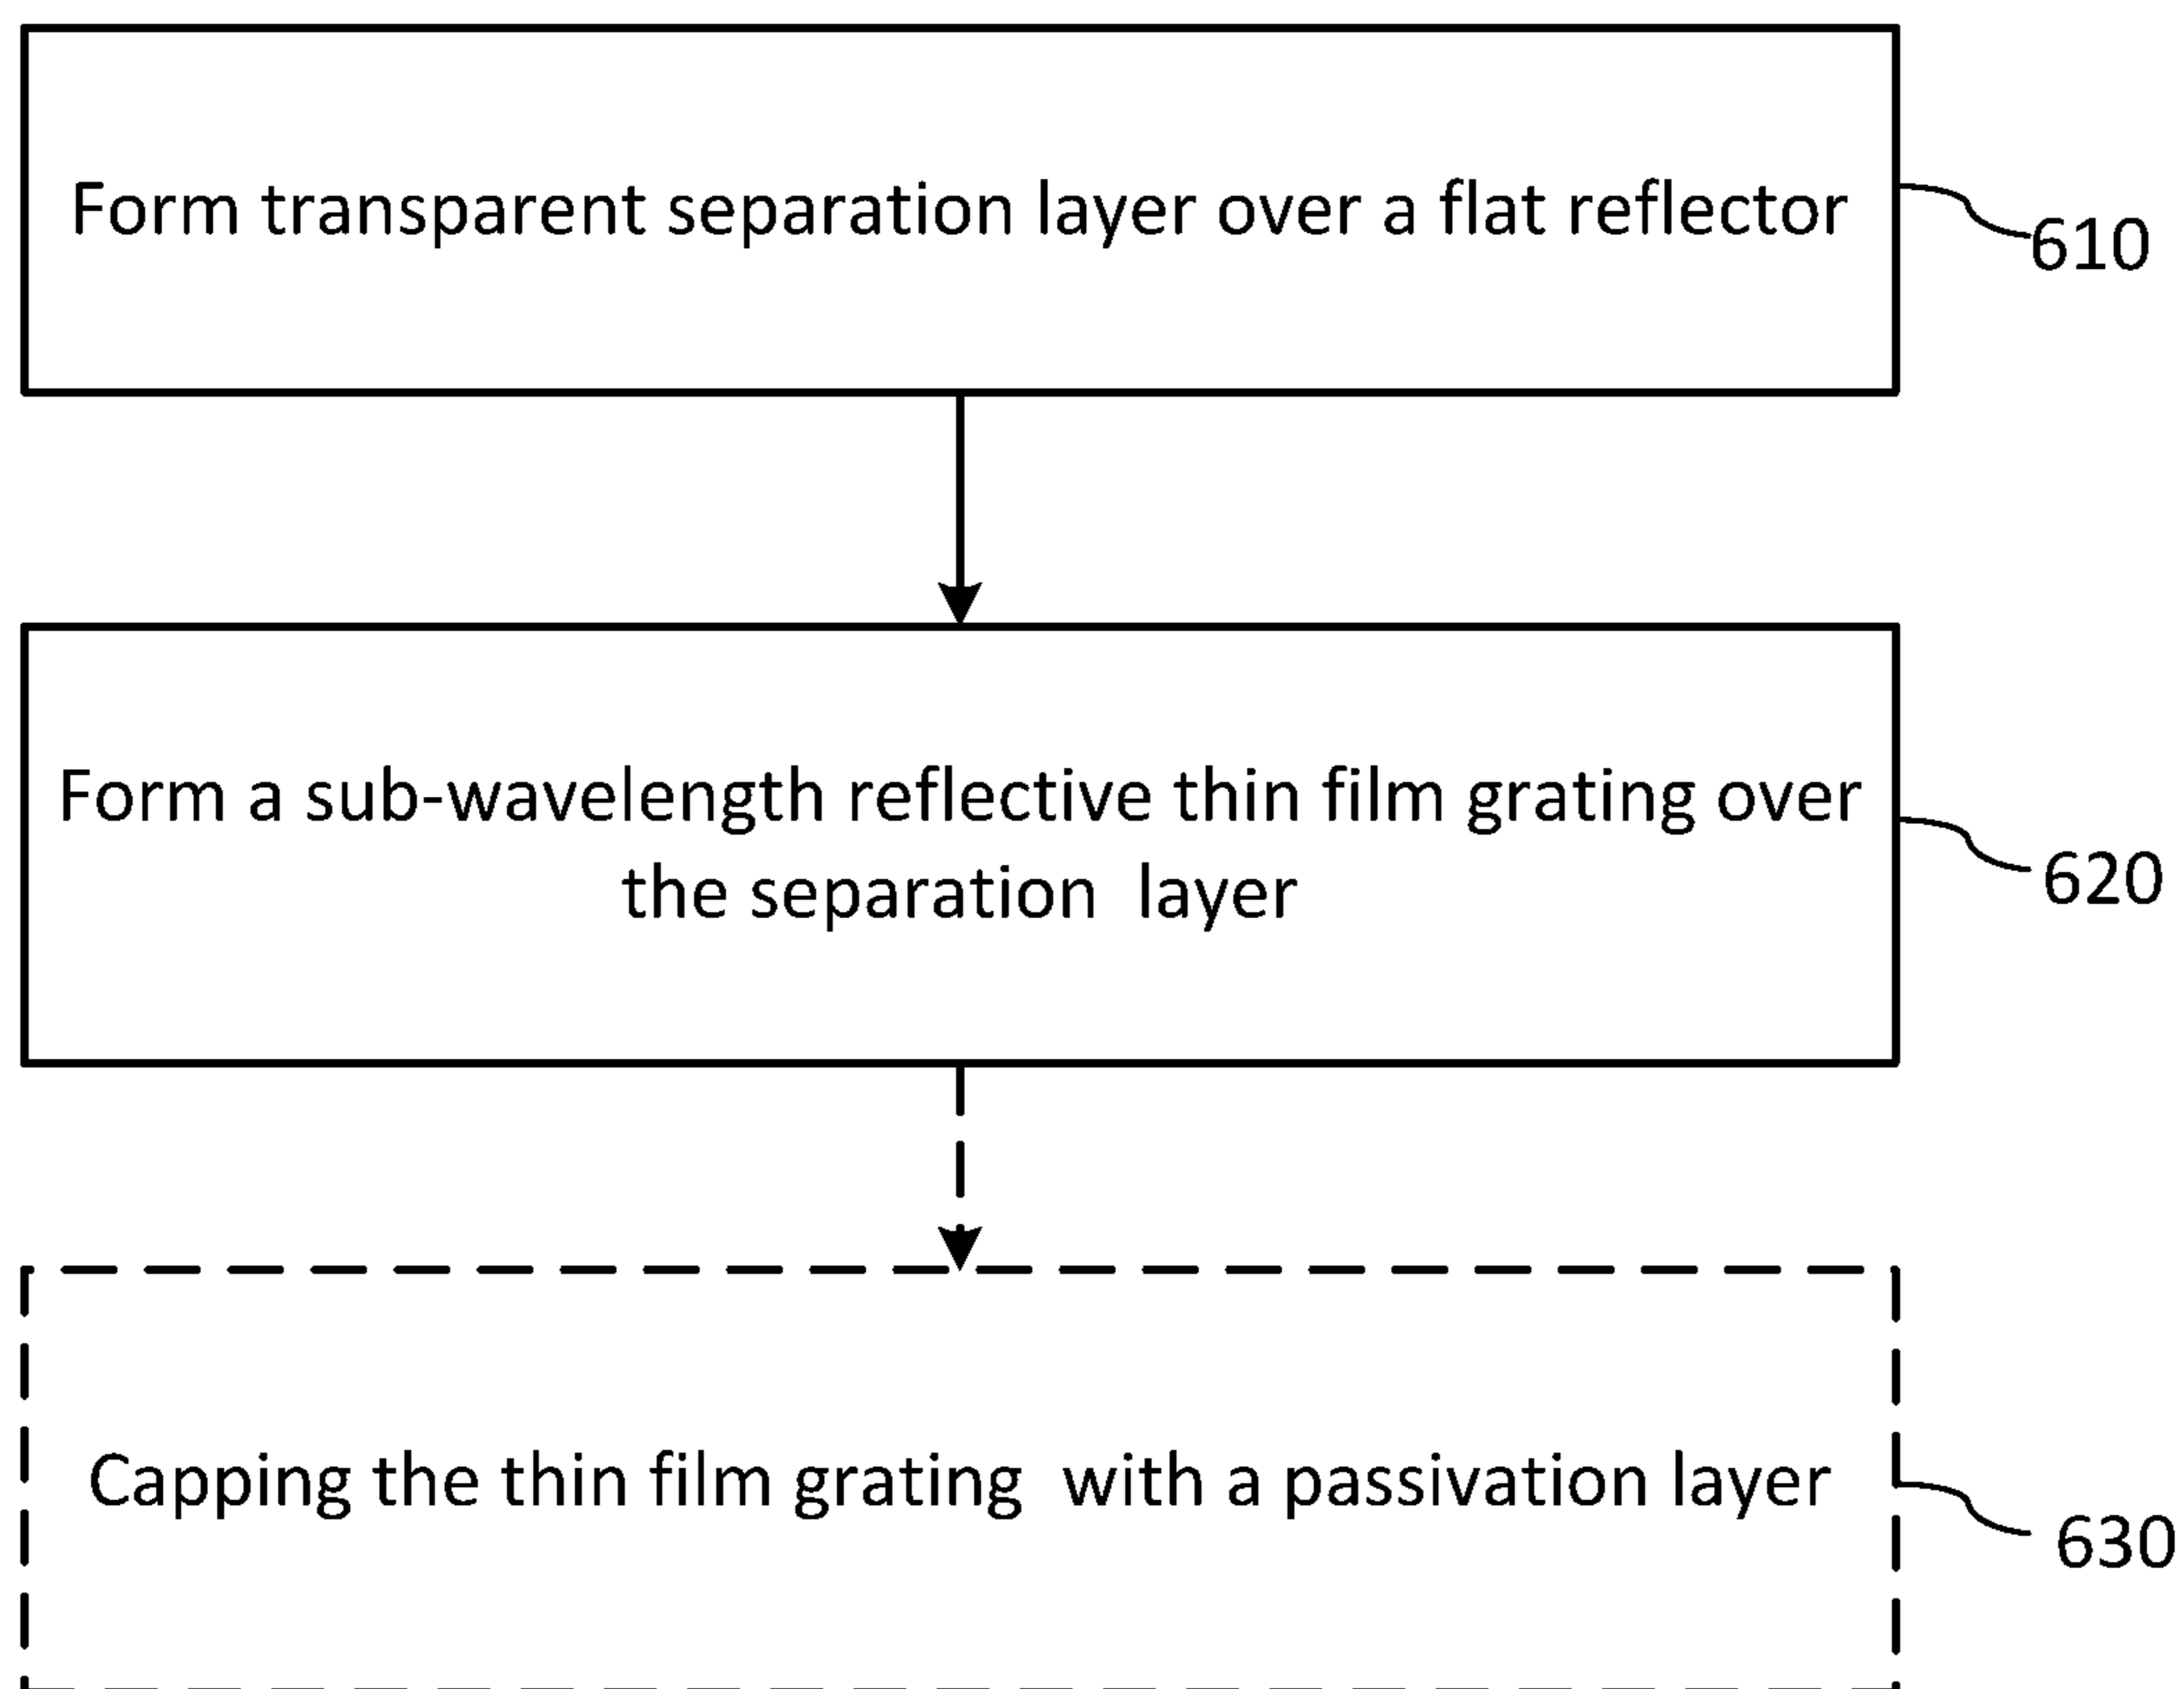 Form transparent separation layer over a flat reflector
610
Form a sub-wavelength reflective thin film grating over
the separation layer
620
Capping the thin film grating with a passivation layer
630